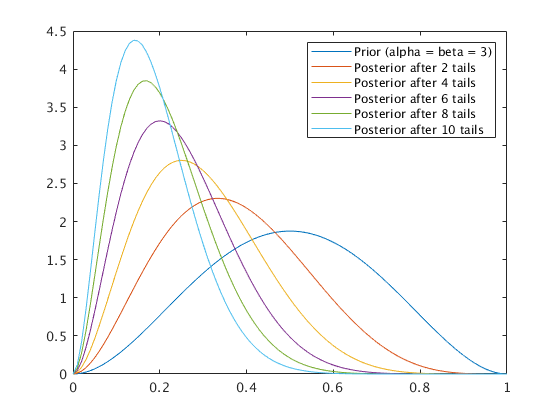 4.5
4
3.5
3
2.5
2
1.5
1
0.5
0
0 0.2 0.4 0.6 0.8 1
Prior (alpha = beta = 3)
Posterior after 2 tails
Posterior after 4 tails
Posterior after 6 tails
Posterior after 8 tails
Posterior after 10 tails